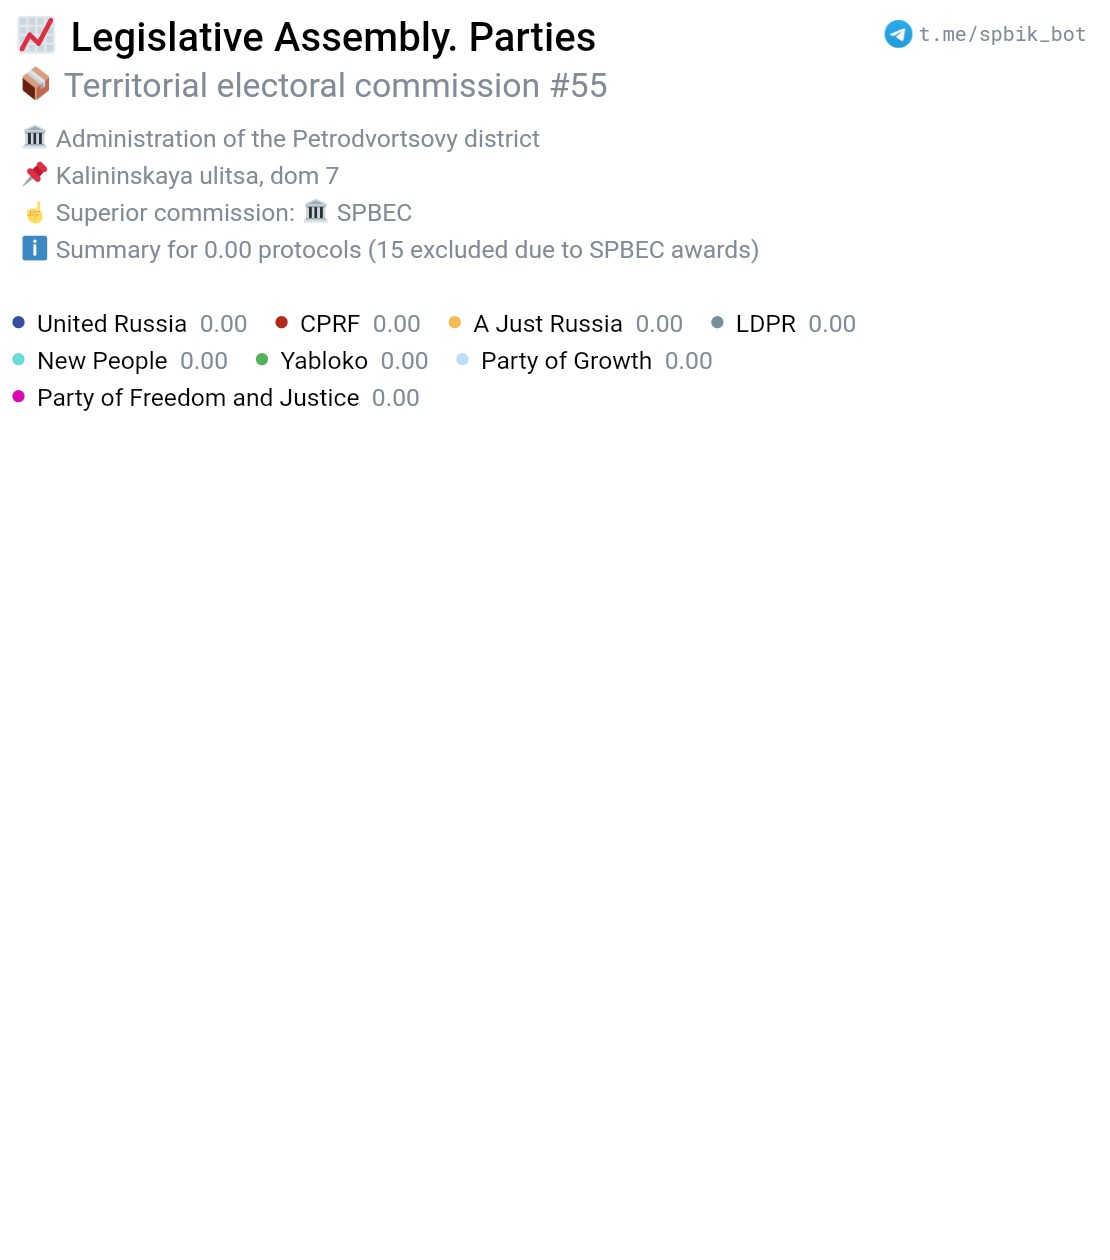 Legislative Assembly. Parties
t.me/spbik_bot
Territorial electoral commission #55
Administration of the Petrodvortsovy district
Kalininskaya ulitsa, dom 7
Superior commission: SPBEC
Summary for 0.00 protocols (15 excluded due to SPBEC awards)
United Russia 0.00 CPRF 0.00 A Just Russia 0.00 LDPR 0.00
New People 0.00 Yabloko 0.00 Party of Growth 0.00
Party of Freedom and Justice 0.00